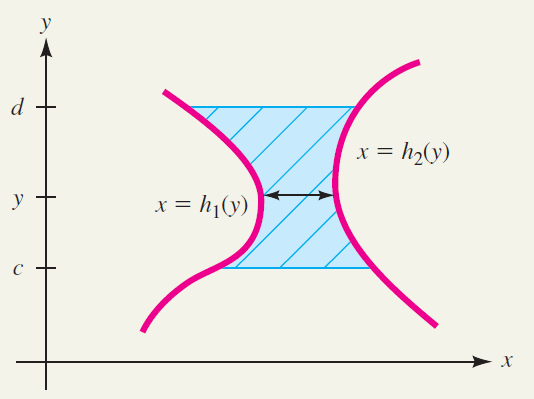 y
d
x = h₂(y)
y
x = h₁(y)
c
x